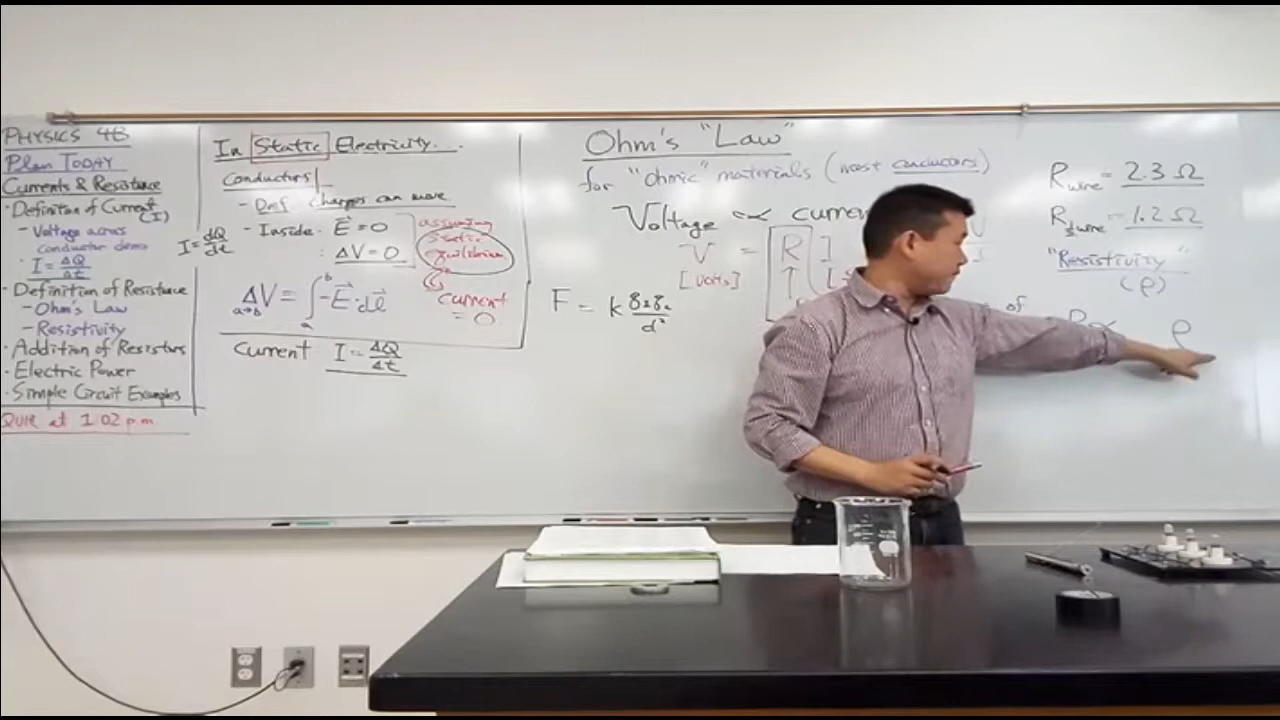 PHYSICS 4B
Plan TODAY
Currents & Resistance
· Definition of Current (I)
- Voltage across
conductor demo
· I = ΔQ/Δt
I = dQ/dt
· Definition of Resistance
- Ohm's Law
- Resistivity
· Addition of Resistors
· Electric Power
· Simple Circuit Examples
QUIZ at 1:02 p.m.
In Static Electricity...
Conductors
- Def charges can move
- Inside: E⃗ = 0
: ΔV = 0
assuming
static
equilibrium
current
= 0
ΔV a→b = ∫ₐᵇ -E⃗·dl⃗
Current I = ΔQ/Δt
Ohm's "Law"
for "Ohmic" materials (most conductors)
Voltage ∝
V = R I
[Volts]
↑
of
F = k
d²
R wire = 2.3 Ω
= 1.2 Ω
"Resistivity"
(ρ)
R ∝ ρ